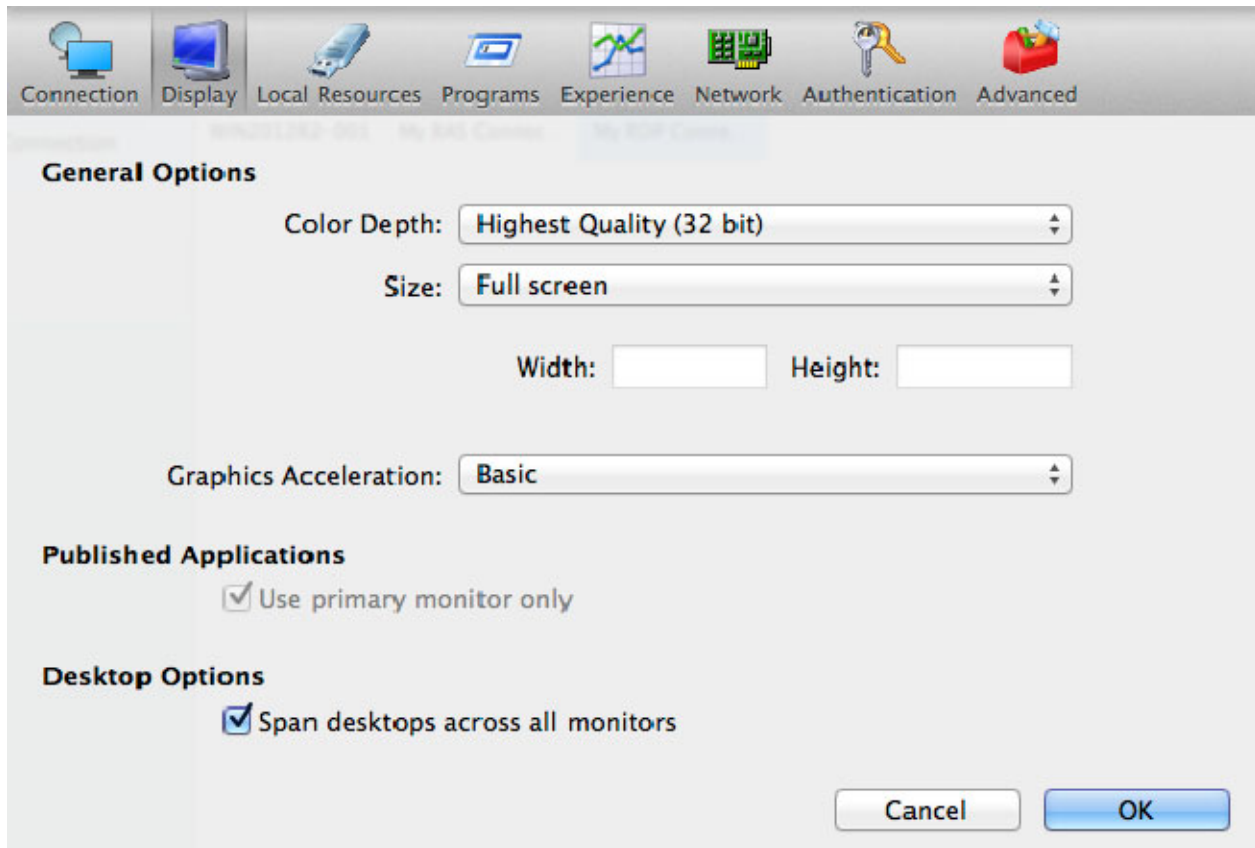 Connection Display Local Resources Programs Experience Network Authentication Advanced
General Options
Color Depth: Highest Quality (32 bit)
Size: Full screen
Width: Height:
Graphics Acceleration: Basic
Published Applications
Use primary monitor only
Desktop Options
Span desktops across all monitors
Cancel OK